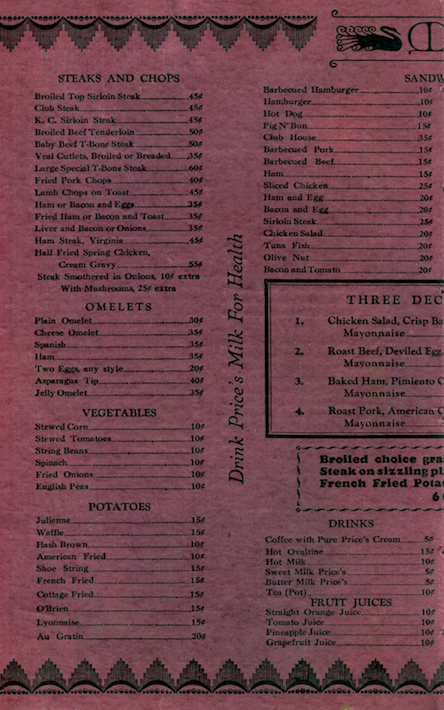 STEAKS AND CHOPS
Broiled Top Sirloin Steak 45¢
Club Steak 45¢
K. C. Sirloin Steak 45¢
Broiled Beef Tenderloin 50¢
Baby Beef T-Bone Steak 50¢
Veal Cutlets, Broiled or Breaded 35¢
Large Special T-Bone Steak 60¢
Fried Pork Chops 40¢
Lamb Chops on Toast 45¢
Ham or Bacon and Eggs 35¢
Fried Ham or Bacon and Toast 35¢
Liver and Bacon or Onions 35¢
Ham Steak, Virginia 45¢
Half Fried Spring Chicken,
Cream Gravy 55¢
Steak Smothered in Onions, 10¢ extra
With Mushrooms, 25¢ extra
OMELETS
Plain Omelet 30¢
Cheese Omelet 35¢
Spanish 35¢
Ham 35¢
Two Eggs, any style 20¢
Asparagus Tip 40¢
Jelly Omelet 35¢
VEGETABLES
Stewed Corn 10¢
Stewed Tomatoes 10¢
String Beans 10¢
Spinach 10¢
Fried Onions 10¢
English Peas 10¢
POTATOES
Julienne 15¢
Waffle 15¢
Hash Brown 10¢
American Fried 10¢
Shoe String 15¢
French Fried 15¢
Cottage Fried 15¢
O'Brien 15¢
Lyonnaise 15¢
Au Gratin 20¢
Drink Price's Milk For Health
SANDW
Barbecued Hamburger 10¢
Hamburger 10¢
Hot Dog 10¢
Pig N' Bun 15¢
Club House 35¢
Barbecued Pork 15¢
Barbecued Beef 15¢
Ham 15¢
Sliced Chicken 25¢
Ham and Egg 20¢
Bacon and Egg 20¢
Sirloin Steak 25¢
Chicken Salad 20¢
Tuna Fish 20¢
Olive Nut 20¢
Bacon and Tomato 20¢
THREE DEC
1. Chicken Salad, Crisp Ba
Mayonnaise
2. Roast Beef, Deviled Egg,
Mayonnaise
3. Baked Ham, Pimiento C
Mayonnaise
4. Roast Pork, American C
Mayonnaise
Broiled choice gra
Steak on sizzling pl
French Fried Pota
6
DRINKS
Coffee with Pure Price's Cream 5¢
Hot Ovaltine 15¢
Hot Milk 10¢
Sweet Milk Price's 5¢
Butter Milk Price's 5¢
Tea (Pot) 10¢
FRUIT JUICES
Straight Orange Juice 10¢
Tomato Juice 10¢
Pineapple Juice 10¢
Grapefruit Juice 10¢